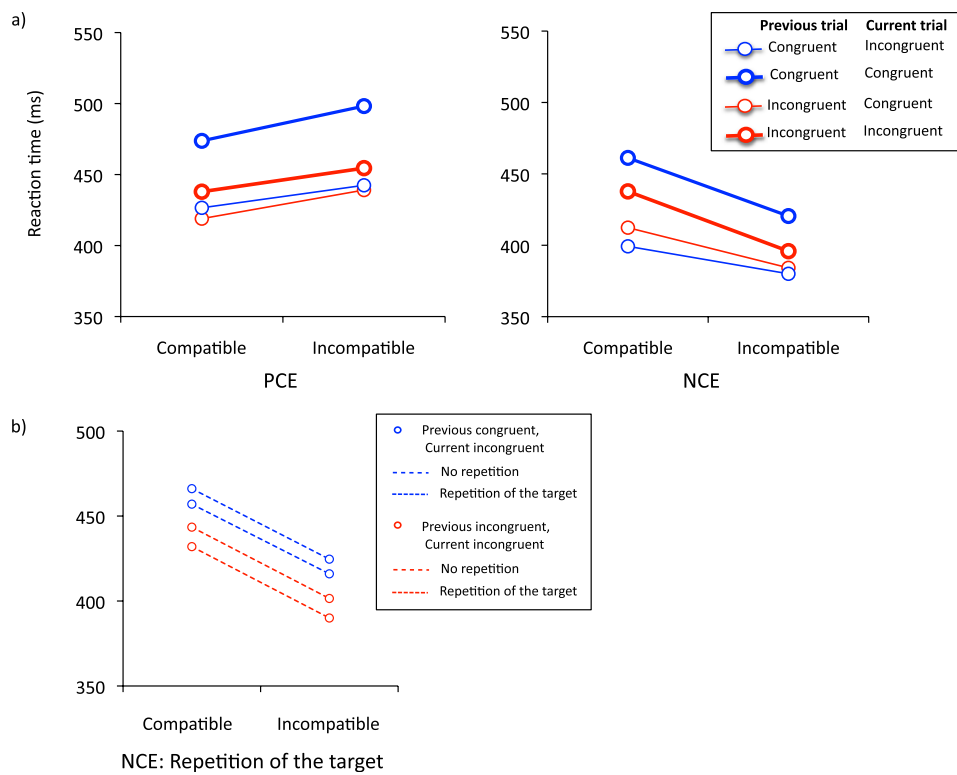 a)
550
500
450
400
350
Reaction time (ms)
Compatible Incompatible
PCE
550
500
450
400
350
Compatible Incompatible
NCE
Previous trial Current trial
Congruent Incongruent
Congruent Congruent
Incongruent Congruent
Incongruent Incongruent
b)
500
450
400
350
Compatible Incompatible
NCE: Repetition of the target
Previous congruent,
Current incongruent
No repetition
Repetition of the target
Previous incongruent,
Current incongruent
No repetition
Repetition of the target